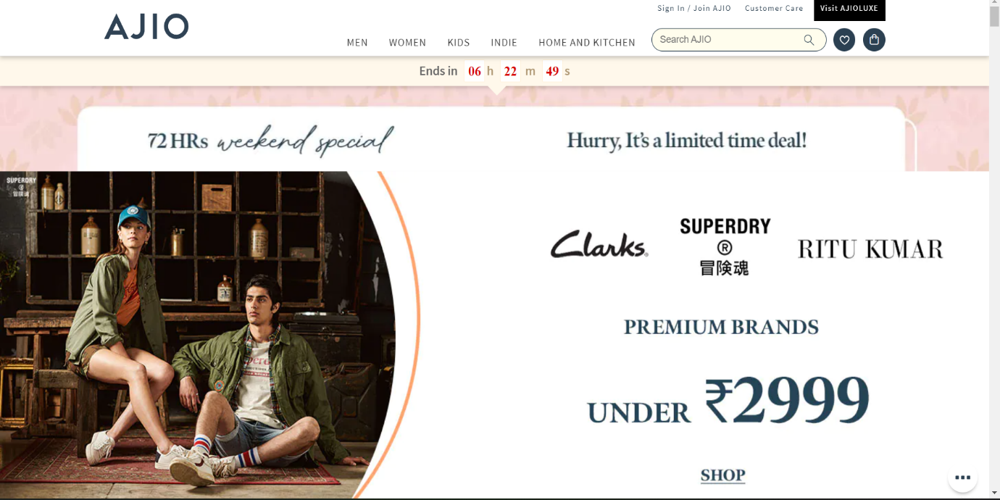 Sign In / Join AJIO Customer Care Visit AJIOLUXE
AJIO
MEN WOMEN KIDS INDIE HOME AND KITCHEN Search AJIO
Ends in 06 h 22 m 49 s
72 HRs weekend special Hurry, It's a limited time deal!
SUPERDRY
®
冒険魂
Clarks® SUPERDRY
®
冒険魂 RITU KUMAR
PREMIUM BRANDS
UNDER ₹2999
SHOP